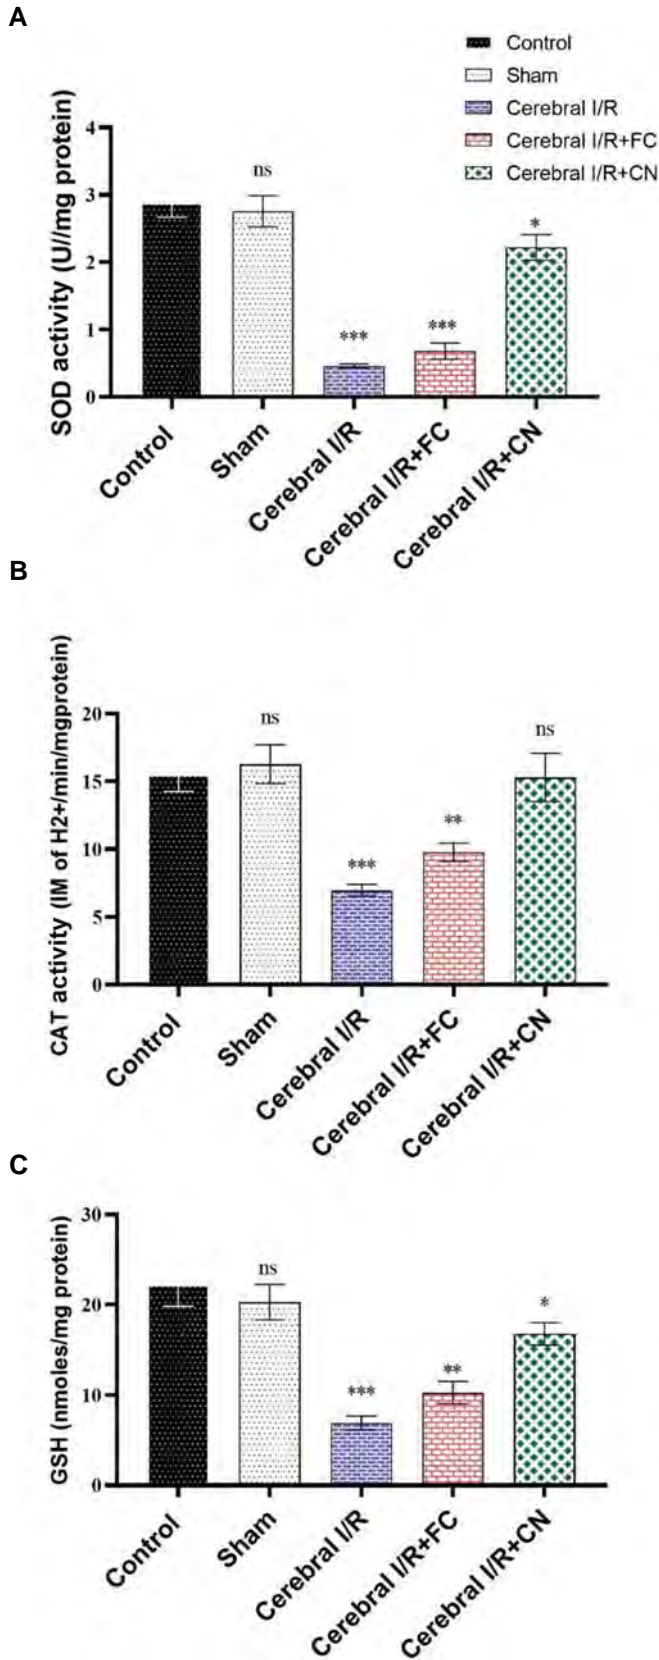 A
Control
Sham
Cerebral I/R
Cerebral I/R+FC
Cerebral I/R+CN
SOD activity (U//mg protein)
4
3
2
1
0
ns
***
***
*
Control
Sham
Cerebral I/R
Cerebral I/R+FC
Cerebral I/R+CN
B
CAT activity (IM of H2+/min/mgprotein)
20
15
10
5
0
ns
***
**
ns
Control
Sham
Cerebral I/R
Cerebral I/R+FC
Cerebral I/R+CN
C
GSH (nmoles/mg protein)
30
20
10
0
ns
***
**
*
Control
Sham
Cerebral I/R
Cerebral I/R+FC
Cerebral I/R+CN